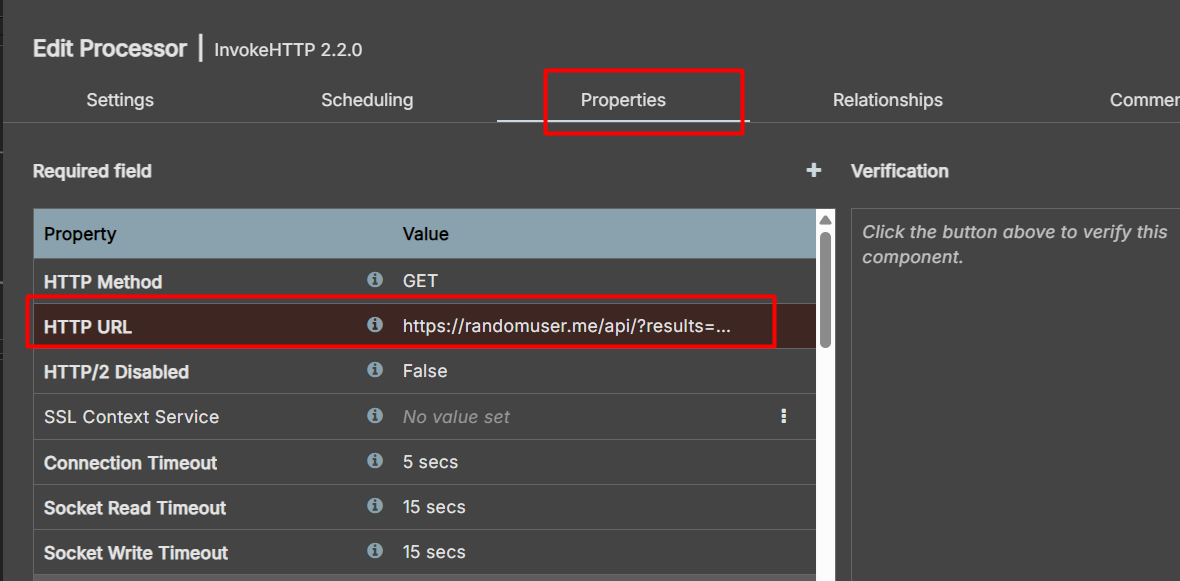 Edit Processor | InvokeHTTP 2.2.0
Settings Scheduling Properties Relationships Commer
Required field + Verification
Property Value
Click the button above to verify this
component.
HTTP Method GET
HTTP URL https://randomuser.me/api/?results=...
HTTP/2 Disabled False
SSL Context Service No value set
Connection Timeout 5 secs
Socket Read Timeout 15 secs
Socket Write Timeout 15 secs